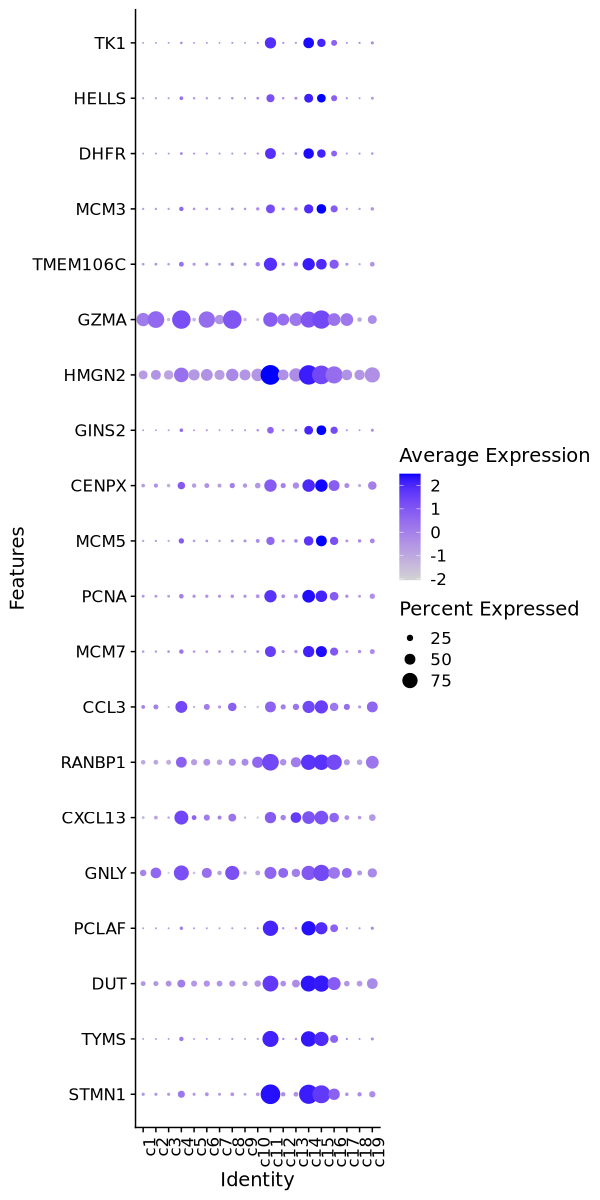 TK1
HELLS
DHFR
MCM3
TMEM106C
GZMA
HMGN2
GINS2
CENPX
MCM5
PCNA
MCM7
CCL3
RANBP1
CXCL13
GNLY
PCLAF
DUT
TYMS
STMN1
Features
c1 c2 c3 c4 c5 c6 c7 c8 c9 c10 c11 c12 c13 c14 c15 c16 c17 c18 c19
Identity
Average Expression
2
1
0
-1
-2
Percent Expressed
25
50
75